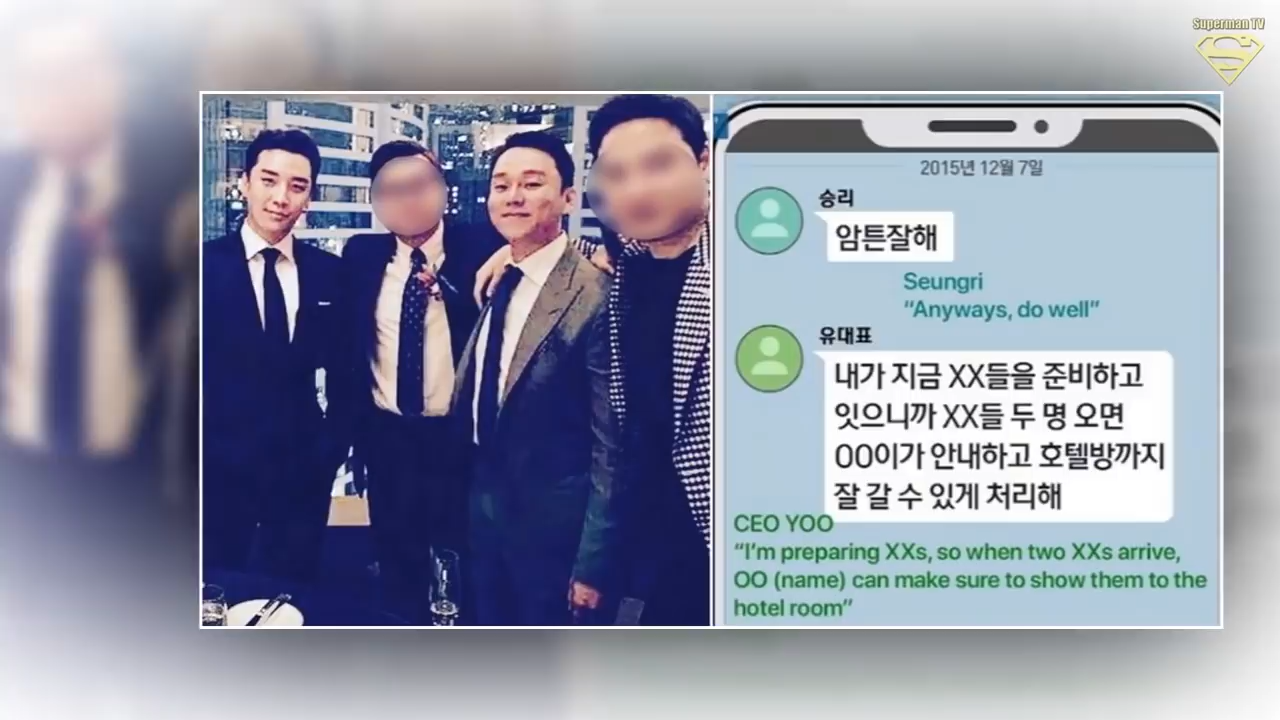 Superman TV
2015년 12월 7일
승리
암튼잘해
Seungri
“Anyways, do well”
유대표
내가 지금 XX들을 준비하고
잇으니까 XX들 두 명 오면
OO이가 안내하고 호텔방까지
잘 갈 수 있게 처리해
CEO YOO
“I’m preparing XXs, so when two XXs arrive,
OO (name) can make sure to show them to the
hotel room”